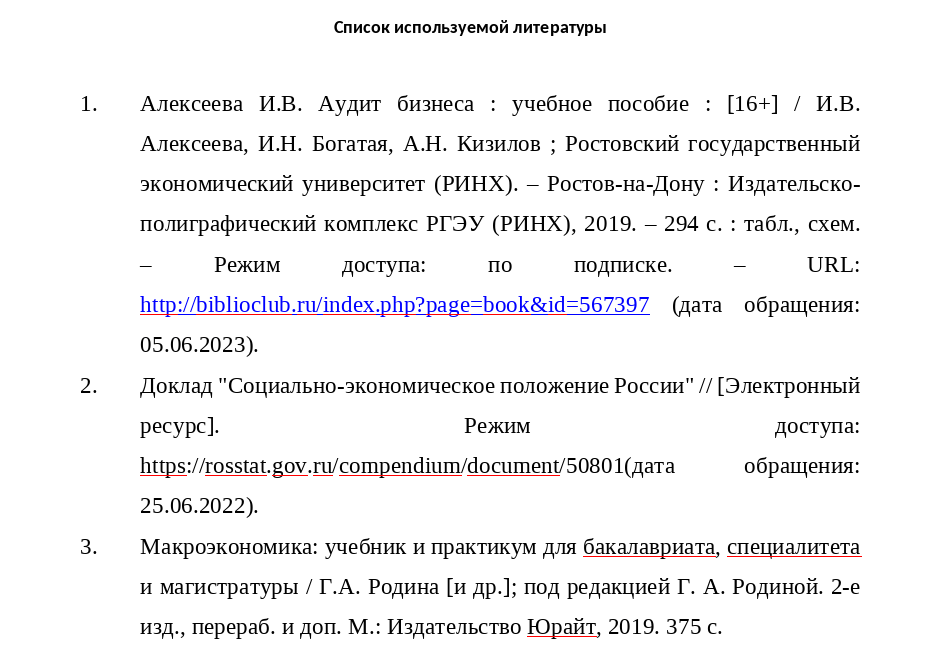 Список используемой литературы
1. Алексеева И.В. Аудит бизнеса : учебное пособие : [16+] / И.В.
Алексеева, И.Н. Богатая, А.Н. Кизилов ; Ростовский государственный
экономический университет (РИНХ). – Ростов-на-Дону : Издательско-
полиграфический комплекс РГЭУ (РИНХ), 2019. – 294 с. : табл., схем.
– Режим доступа: по подписке. – URL:
http://biblioclub.ru/index.php?page=book&id=567397 (дата обращения:
05.06.2023).
2. Доклад "Социально-экономическое положение России" // [Электронный
ресурс]. Режим доступа:
https://rosstat.gov.ru/compendium/document/50801(дата обращения:
25.06.2022).
3. Макроэкономика: учебник и практикум для бакалавриата, специалитета
и магистратуры / Г.А. Родина [и др.]; под редакцией Г. А. Родиной. 2-е
изд., перераб. и доп. М.: Издательство Юрайт, 2019. 375 с.